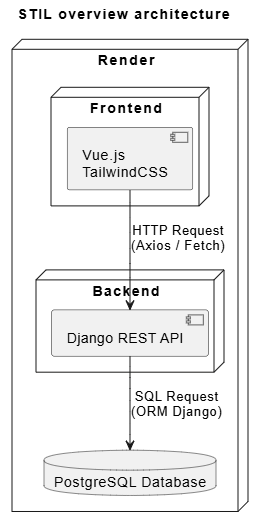 STIL overview architecture
Render
Frontend
Vue.js
TailwindCSS
HTTP Request
(Axios / Fetch)
Backend
Django REST API
SQL Request
(ORM Django)
PostgreSQL Database